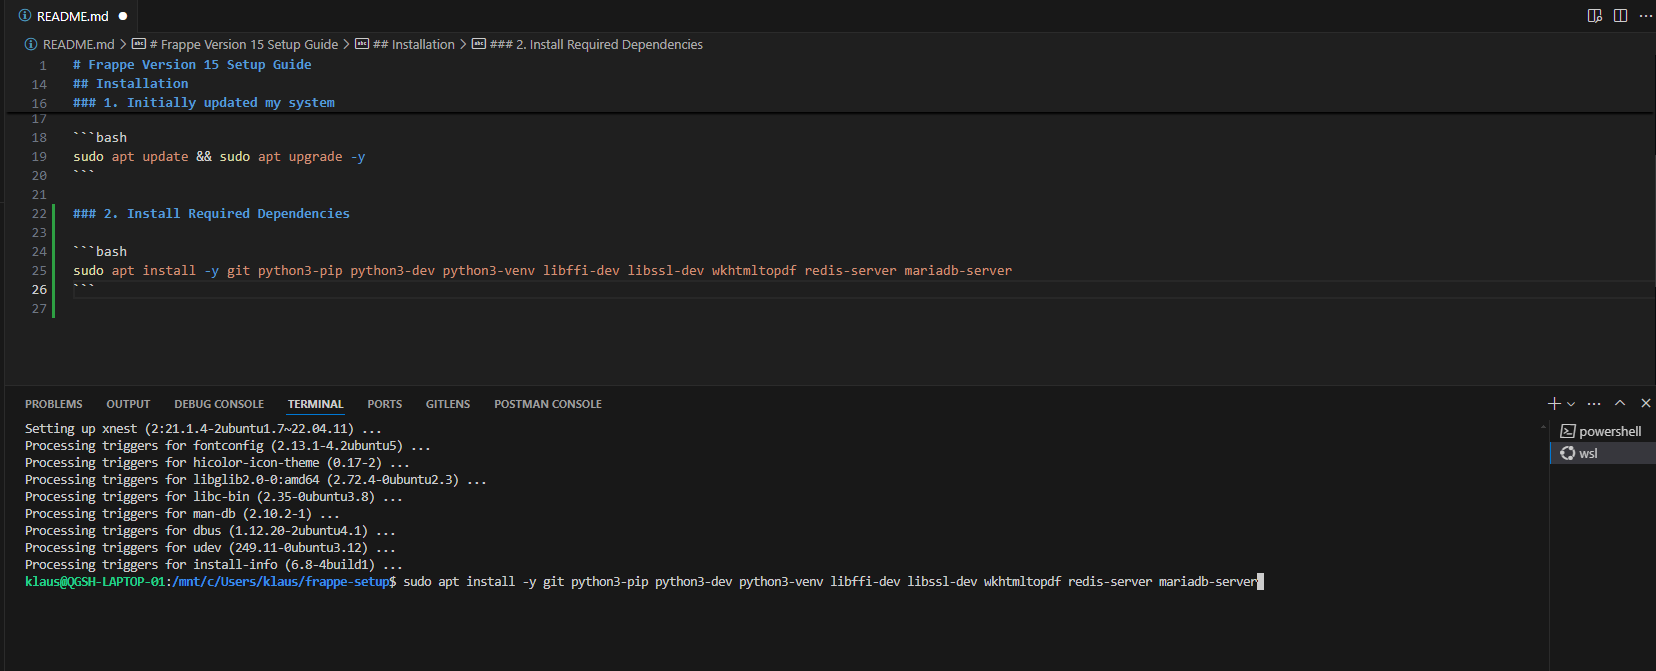 README.md
README.md > # Frappe Version 15 Setup Guide > ## Installation > ### 2. Install Required Dependencies
1 # Frappe Version 15 Setup Guide
14 ## Installation
16 ### 1. Initially updated my system
17
18 ```bash
19 sudo apt update && sudo apt upgrade -y
20 ```
21
22 ### 2. Install Required Dependencies
23
24 ```bash
25 sudo apt install -y git python3-pip python3-dev python3-venv libffi-dev libssl-dev wkhtmltopdf redis-server mariadb-server
26 ```
27
PROBLEMS OUTPUT DEBUG CONSOLE TERMINAL PORTS GITLENS POSTMAN CONSOLE
Setting up xnest (2:21.1.4-2ubuntu1.7~22.04.11) ...
Processing triggers for fontconfig (2.13.1-4.2ubuntu5) ...
Processing triggers for hicolor-icon-theme (0.17-2) ...
Processing triggers for libglib2.0-0:amd64 (2.72.4-0ubuntu2.3) ...
Processing triggers for libc-bin (2.35-0ubuntu3.8) ...
Processing triggers for man-db (2.10.2-1) ...
Processing triggers for dbus (1.12.20-2ubuntu4.1) ...
Processing triggers for udev (249.11-0ubuntu3.12) ...
Processing triggers for install-info (6.8-4build1) ...
klaus@QGSH-LAPTOP-01:/mnt/c/Users/klaus/frappe-setup$ sudo apt install -y git python3-pip python3-dev python3-venv libffi-dev libssl-dev wkhtmltopdf redis-server mariadb-server
powershell
wsl